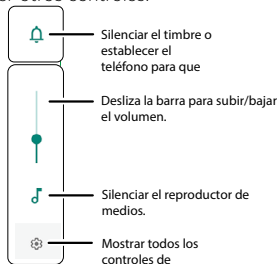 Silenciar el timbre o
establecer el
teléfono para que
Desliza la barra para subir/bajar
el volumen.
Silenciar el reproductor de
medios.
Mostrar todos los
controles de